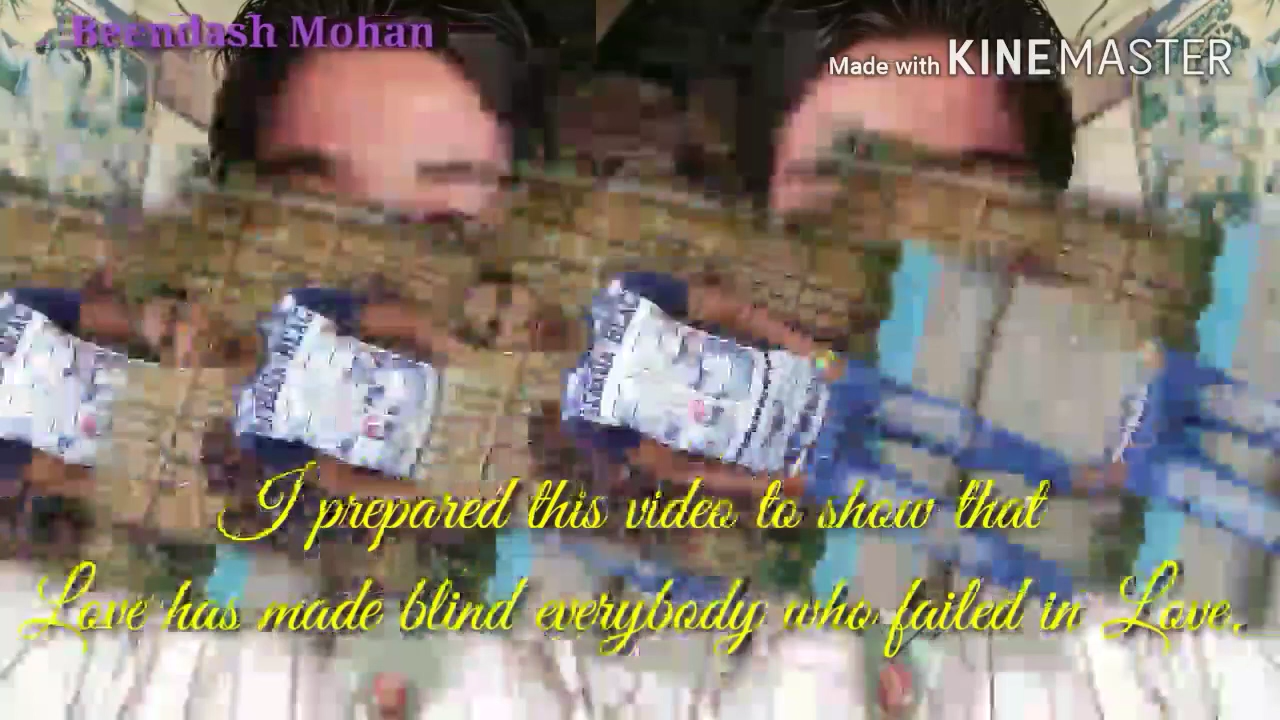 Beendash Mohan
Made with KINEMASTER
I prepared this video to show that
Love has made blind everybody who failed in Love.